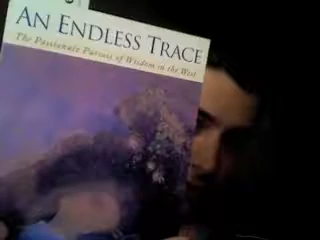 AN ENDLESS TRACE
The Passionate Pursuit of Wisdom in the West